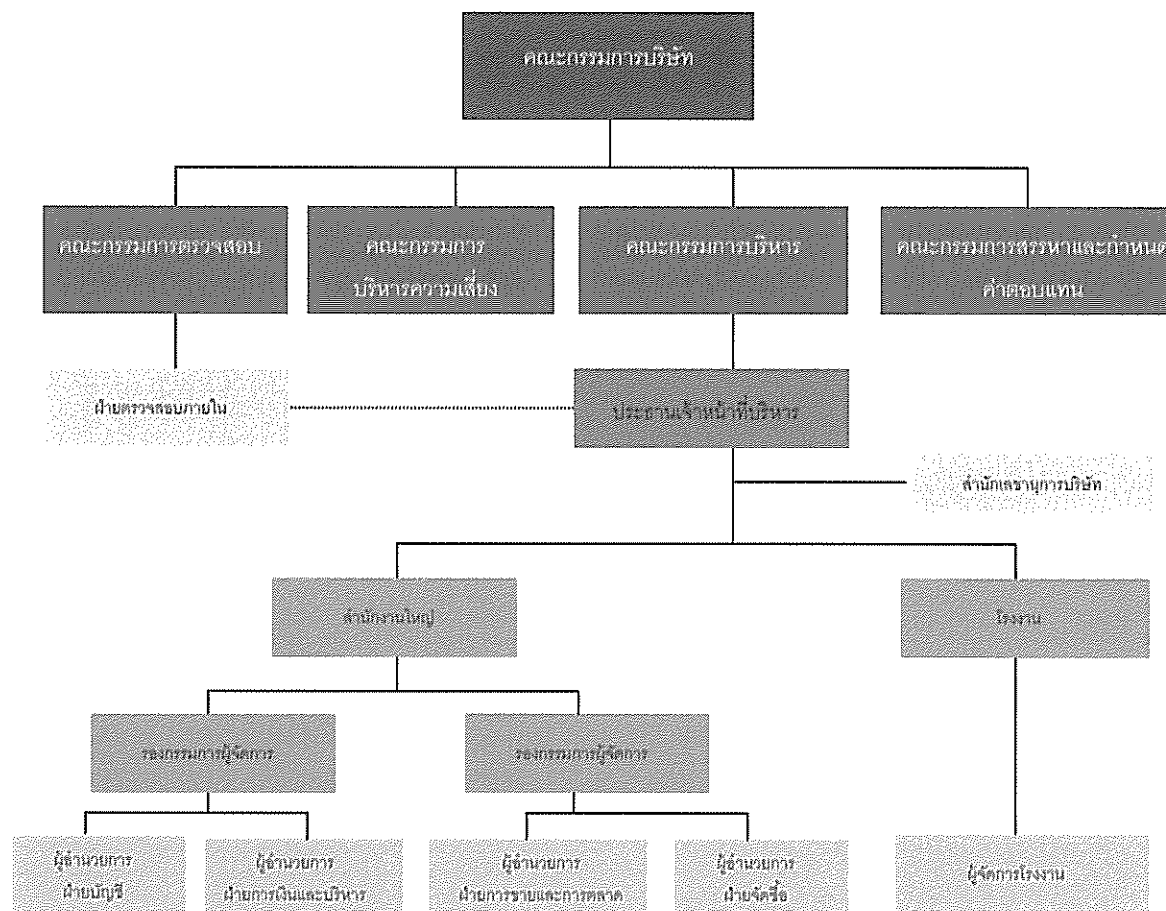 คณะกรรมการบริษัท
คณะกรรมการตรวจสอบ
คณะกรรมการ
บริหารความเสี่ยง
คณะกรรมการบริหาร
คณะกรรมการสรรหาและกำหนด
ค่าตอบแทน
ฝ่ายตรวจสอบภายใน
ประธานเจ้าหน้าที่บริหาร
สำนักเลขานุการบริษัท
สำนักงานใหญ่
โรงงาน
รองกรรมการผู้จัดการ
รองกรรมการผู้จัดการ
ผู้อำนวยการ
ฝ่ายบัญชี
ผู้อำนวยการ
ฝ่ายการเงินและบริหาร
ผู้อำนวยการ
ฝ่ายการขายและการตลาด
ผู้อำนวยการ
ฝ่ายจัดซื้อ
ผู้จัดการโรงงาน